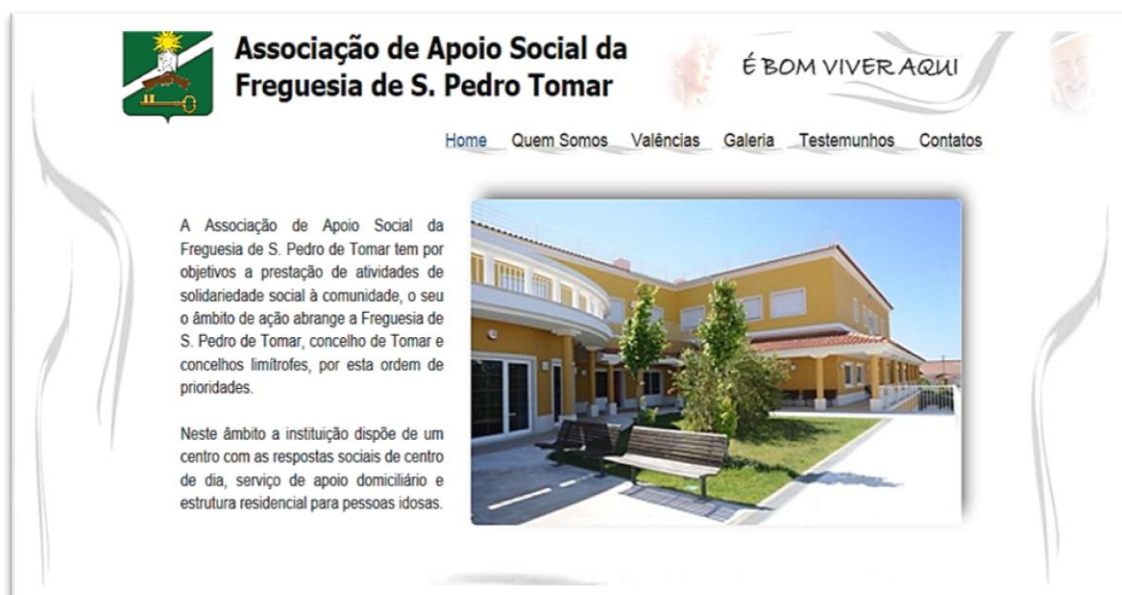 Associação de Apoio Social da
Freguesia de S. Pedro Tomar
É BOM VIVER AQUI
Home Quem Somos Valências Galeria Testemunhos Contatos
A Associação de Apoio Social da
Freguesia de S. Pedro de Tomar tem por
objetivos a prestação de atividades de
solidariedade social à comunidade, o seu
o âmbito de ação abrange a Freguesia de
S. Pedro de Tomar, concelho de Tomar e
concelhos limítrofes, por esta ordem de
prioridades.
Neste âmbito a instituição dispõe de um
centro com as respostas sociais de centro
de dia, serviço de apoio domiciliário e
estrutura residencial para pessoas idosas.